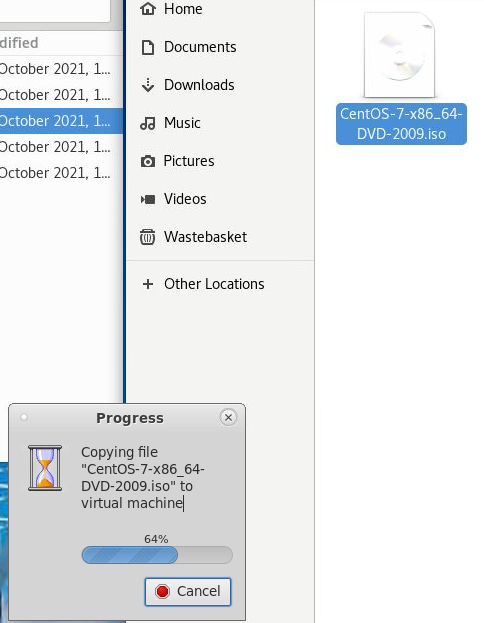 dified
October 2021, 1...
October 2021, 1...
October 2021, 1...
October 2021, 1...
October 2021, 1...
Home
Documents
Downloads
Music
Pictures
Videos
Wastebasket
Other Locations
CentOS-7-x86_64-
DVD-2009.iso
Progress
Copying file
"CentOS-7-x86_64-
DVD-2009.iso" to
virtual machine
64%
Cancel